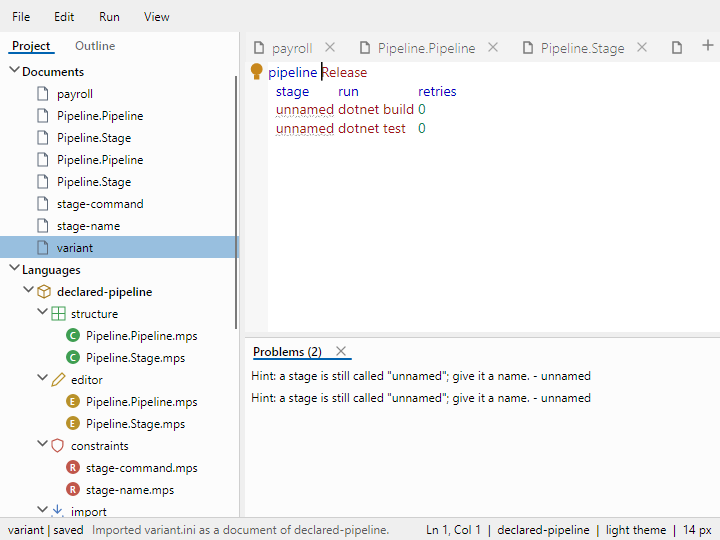 File Edit Run View
Project Outline
Documents
payroll
Pipeline.Pipeline
Pipeline.Stage
Pipeline.Pipeline
Pipeline.Stage
stage-command
stage-name
variant
Languages
declared-pipeline
structure
Pipeline.Pipeline.mps
Pipeline.Stage.mps
editor
Pipeline.Pipeline.mps
Pipeline.Stage.mps
constraints
stage-command.mps
stage-name.mps
import
payroll Pipeline.Pipeline Pipeline.Stage
pipeline Release
stage run retries
unnamed dotnet build 0
unnamed dotnet test 0
Problems (2)
Hint: a stage is still called "unnamed"; give it a name. - unnamed
Hint: a stage is still called "unnamed"; give it a name. - unnamed
variant | saved Imported variant.ini as a document of declared-pipeline. Ln 1, Col 1 | declared-pipeline | light theme | 14 px